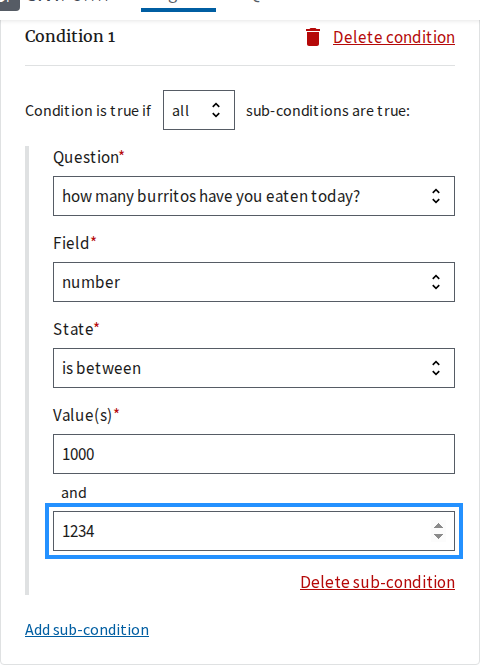 Condition 1
Delete condition
Condition is true if all sub-conditions are true:
Question*
how many burritos have you eaten today?
Field*
number
State*
is between
Value(s)*
1000
and
1234
Delete sub-condition
Add sub-condition